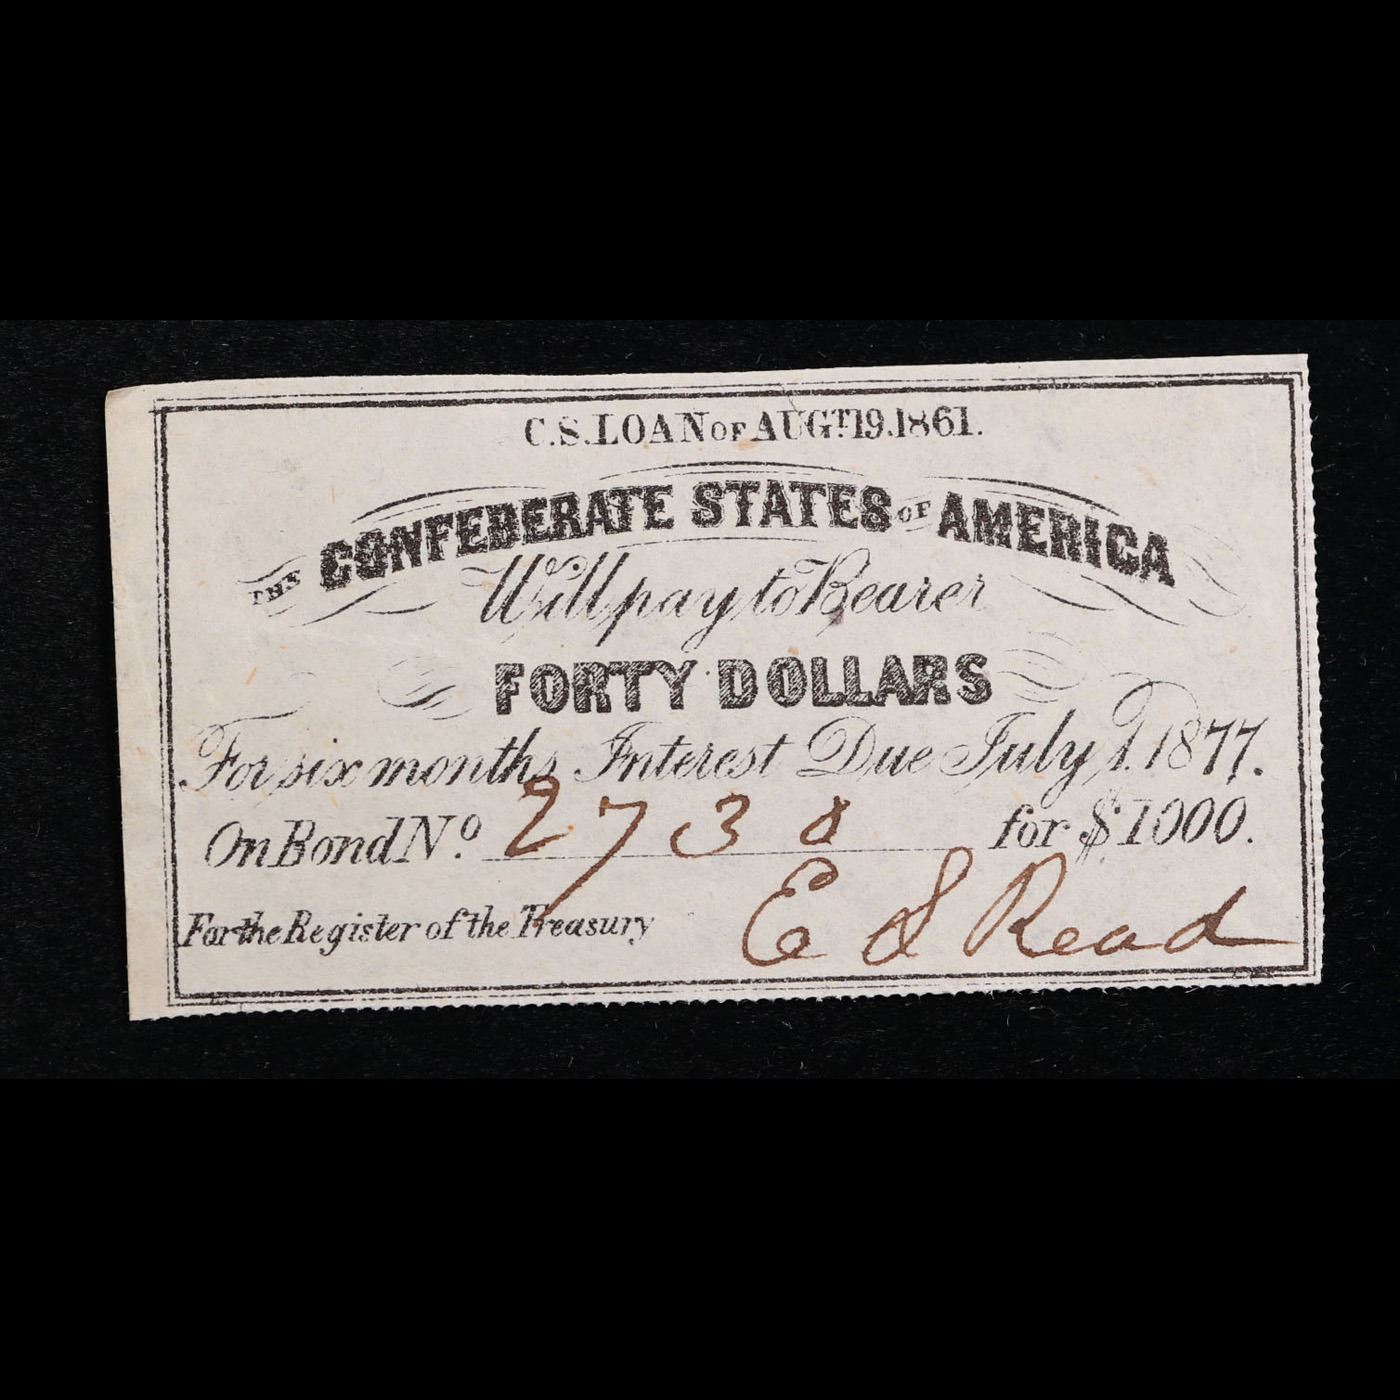 C.S. LOAN OF AUGT. 19. 1861.
THE CONFEDERATE STATES OF AMERICA
Will pay to Bearer
FORTY DOLLARS
For six months Interest Due July 1. 1877.
On Bond No. 2738 for $1000.
For the Register of the Treasury E S Read